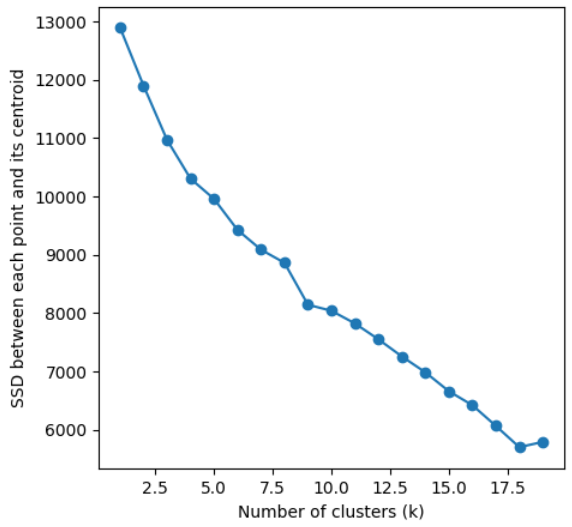 13000
12000
11000
10000
9000
8000
7000
6000
SSD between each point and its centroid
2.5 5.0 7.5 10.0 12.5 15.0 17.5
Number of clusters (k)